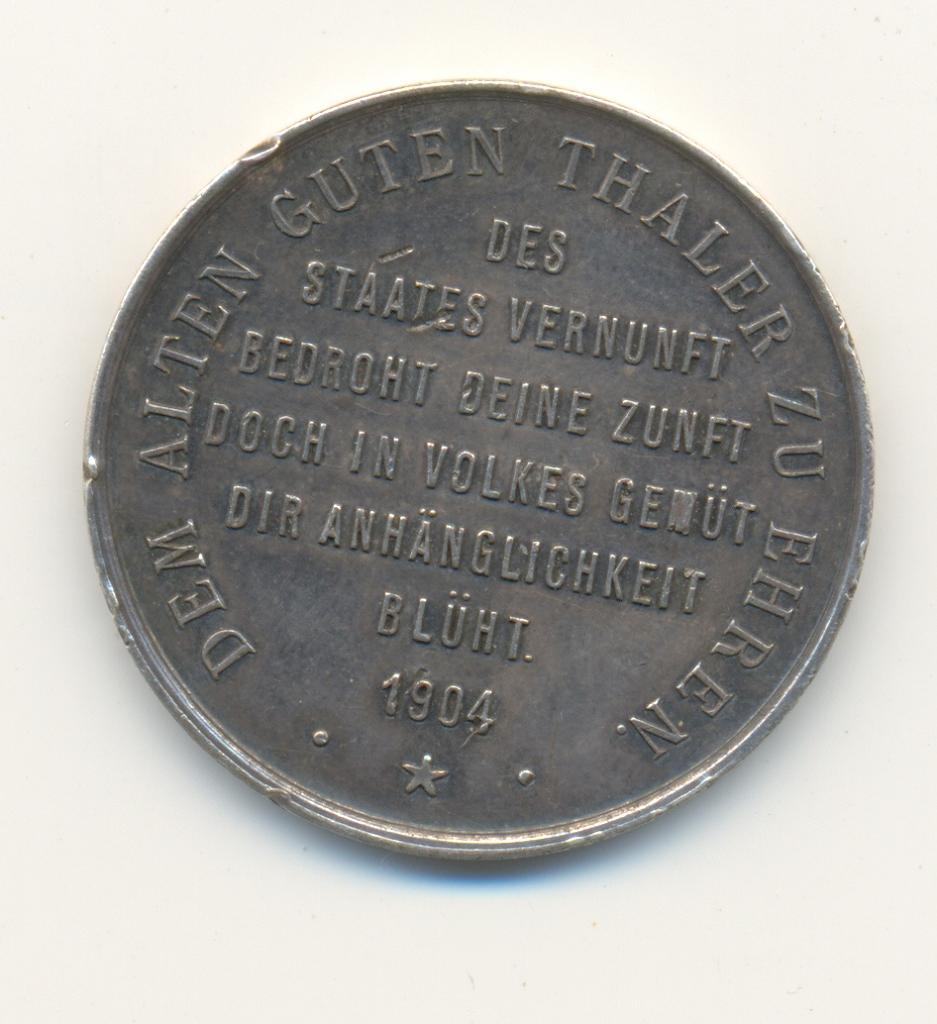 DEM ALTEN GUTEN THALER ZU EHREN.
DES
STAATES VERNUNFT
BEDROHT DEINE ZUNFT
DOCH IN VOLKES GEMÜT
DIR ANHÄNGLICHKEIT
BLÜHT.
1904